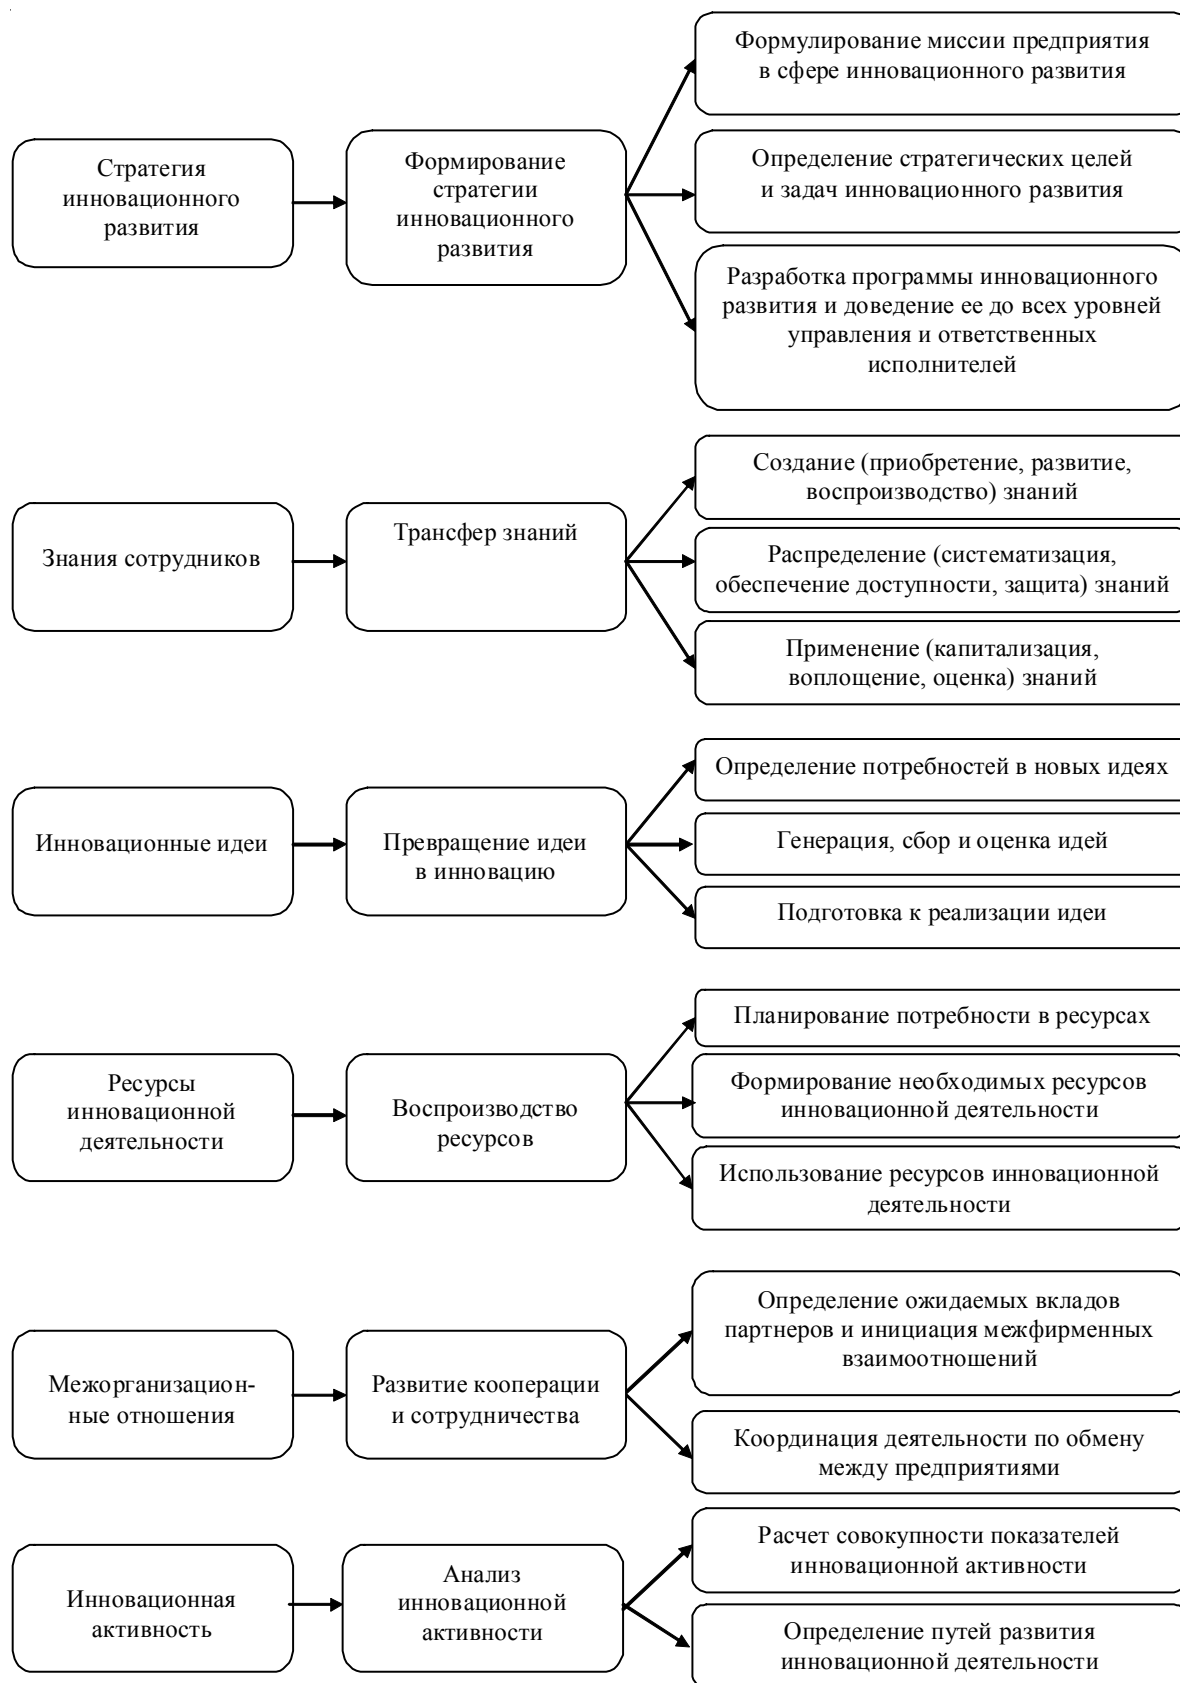 Стратегия
инновационного
развития
Формирование
стратегии
инновационного
развития
Формулирование миссии предприятия
в сфере инновационного развития
Определение стратегических целей
и задач инновационного развития
Разработка программы инновационного
развития и доведение ее до всех уровней
управления и ответственных
исполнителей
Знания сотрудников
Трансфер знаний
Создание (приобретение, развитие,
воспроизводство) знаний
Распределение (систематизация,
обеспечение доступности, защита) знаний
Применение (капитализация,
воплощение, оценка) знаний
Инновационные идеи
Превращение идеи
в инновацию
Определение потребностей в новых идеях
Генерация, сбор и оценка идей
Подготовка к реализации идеи
Ресурсы
инновационной
деятельности
Воспроизводство
ресурсов
Планирование потребности в ресурсах
Формирование необходимых ресурсов
инновационной деятельности
Использование ресурсов инновационной
деятельности
Межорганизацион-
ные отношения
Развитие кооперации
и сотрудничества
Определение ожидаемых вкладов
партнеров и инициация межфирменных
взаимоотношений
Координация деятельности по обмену
между предприятиями
Инновационная
активность
Анализ
инновационной
активности
Расчет совокупности показателей
инновационной активности
Определение путей развития
инновационной деятельности